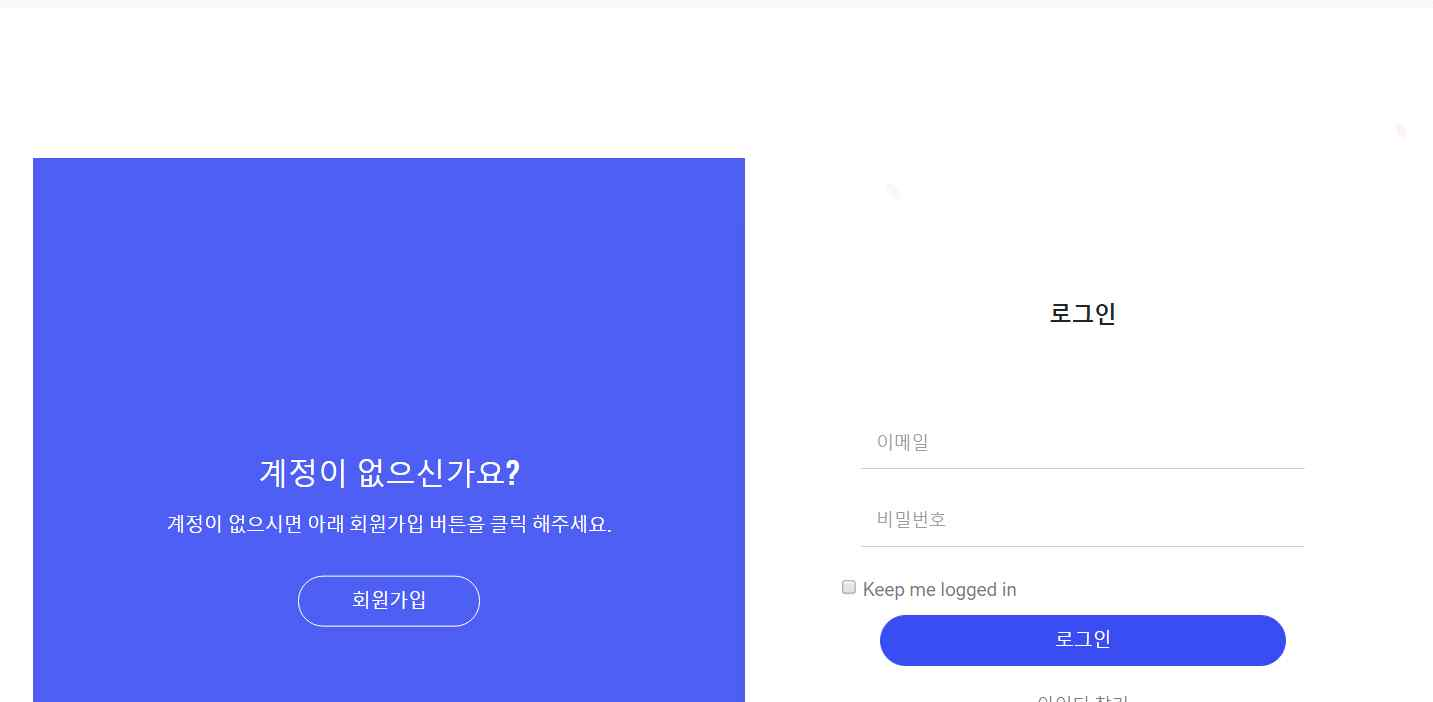 계정이 없으신가요?
계정이 없으시면 아래 회원가입 버튼을 클릭 해주세요.
회원가입
로그인
이메일
비밀번호
Keep me logged in
로그인